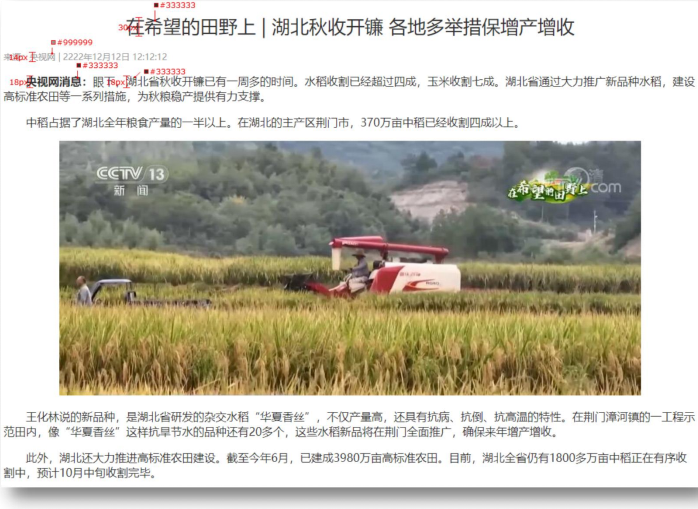 #333333
在希望的田野上 | 湖北秋收开镰 各地多举措保增产增收
30px
#999999
来源：央视网 | 2222年12月12日 12:12:12
14px
#333333
#333333
18px
18px
央视网消息：眼下，湖北省秋收开镰已有一周多的时间。水稻收割已经超过四成，玉米收割七成。湖北省通过大力推广新品种水稻，建设
高标准农田等一系列措施，为秋粮稳产提供有力支撑。
中稻占据了湖北全年粮食产量的一半以上。在湖北的主产区荆门市，370万亩中稻已经收割四成以上。
CCTV 13
新闻
在希望的田野上
com
王化林说的新品种，是湖北省研发的杂交水稻“华夏香丝”，不仅产量高，还具有抗病、抗倒、抗高温的特性。在荆门漳河镇的一工程示
范田内，像“华夏香丝”这样抗旱节水的品种还有20多个，这些水稻新品将在荆门全面推广，确保来年增产增收。
此外，湖北还大力推进高标准农田建设。截至今年6月，已建成3980万亩高标准农田。目前，湖北全省仍有1800多万亩中稻正在有序收
割中，预计10月中旬收割完毕。